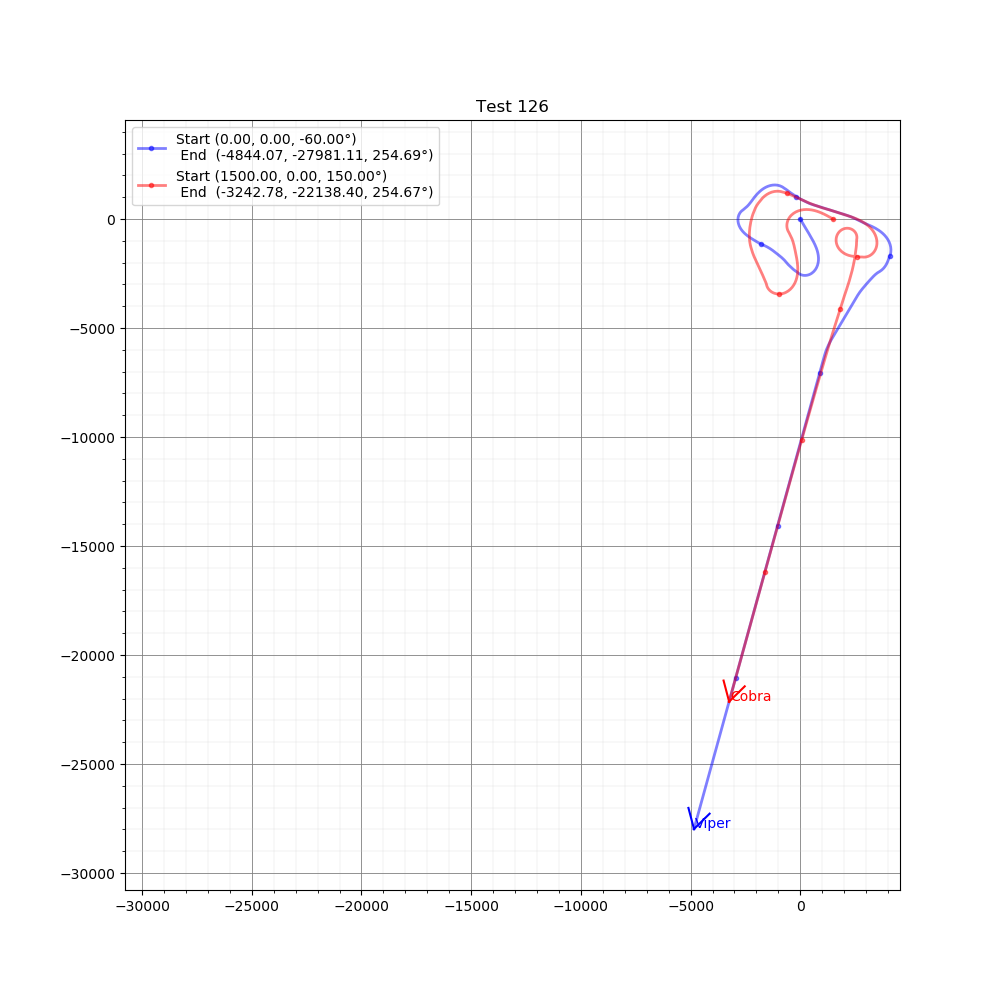 Test 126
Start (0.00, 0.00, -60.00°)
End  (-4844.07, -27981.11, 254.69°)
Start (1500.00, 0.00, 150.00°)
End  (-3242.78, -22138.40, 254.67°)
0
−5000
−10000
−15000
−20000
−25000
−30000
Cobra
Viper
−30000
−25000
−20000
−15000
−10000
−5000
0